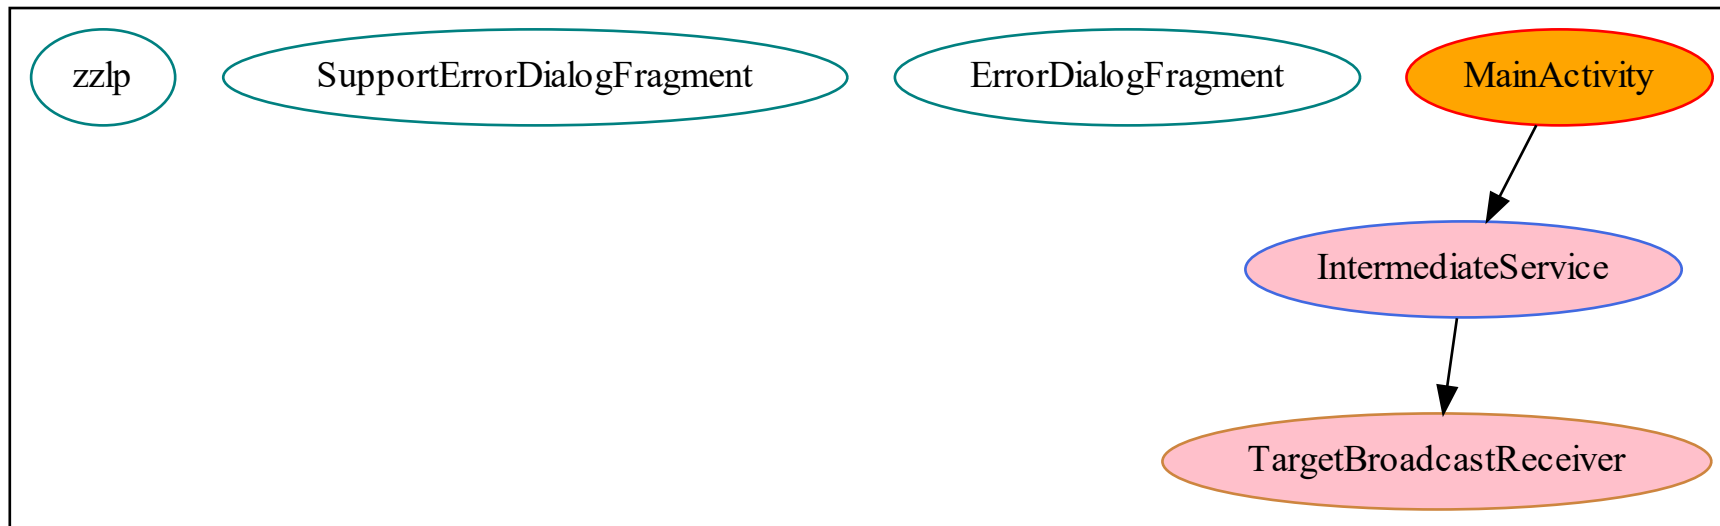 zzlp
SupportErrorDialogFragment
ErrorDialogFragment
MainActivity
IntermediateService
TargetBroadcastReceiver